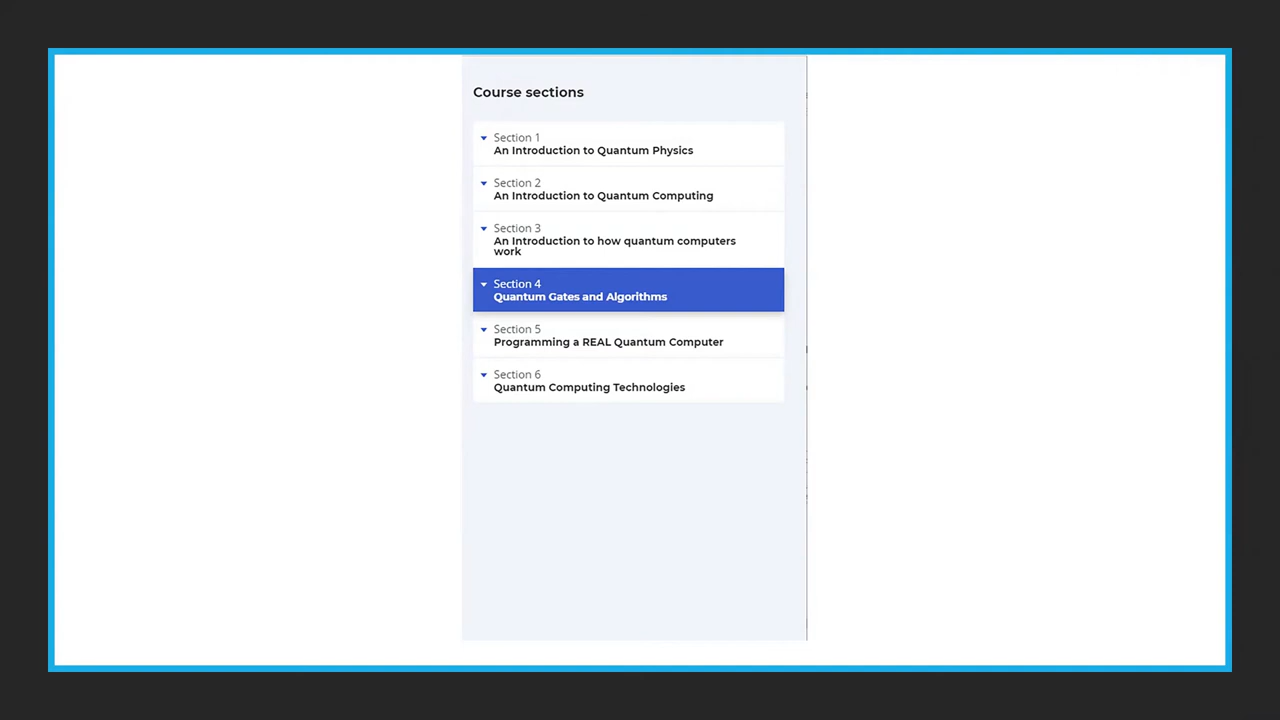 Course sections
Section 1
An Introduction to Quantum Physics
Section 2
An Introduction to Quantum Computing
Section 3
An Introduction to how quantum computers
work
Section 4
Quantum Gates and Algorithms
Section 5
Programming a REAL Quantum Computer
Section 6
Quantum Computing Technologies